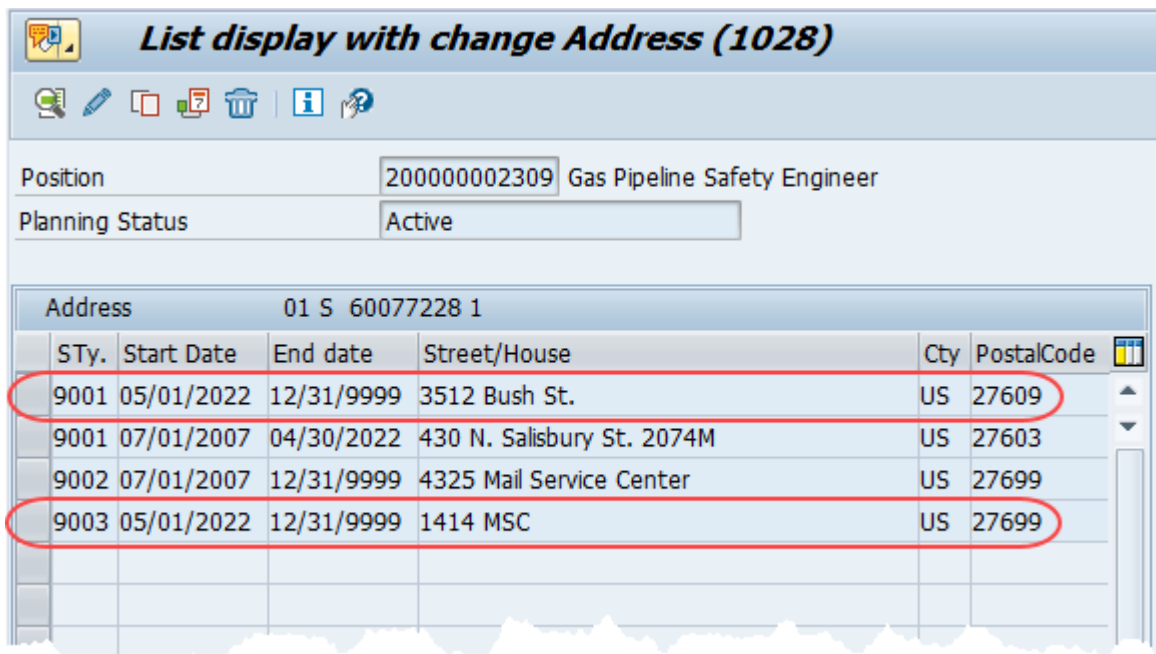 List display with change Address (1028)
Position 200000002309 Gas Pipeline Safety Engineer
Planning Status Active
Address 01 S 60077228 1
STy. Start Date End date Street/House Cty PostalCode
9001 05/01/2022 12/31/9999 3512 Bush St. US 27609
9001 07/01/2007 04/30/2022 430 N. Salisbury St. 2074M US 27603
9002 07/01/2007 12/31/9999 4325 Mail Service Center US 27699
9003 05/01/2022 12/31/9999 1414 MSC US 27699